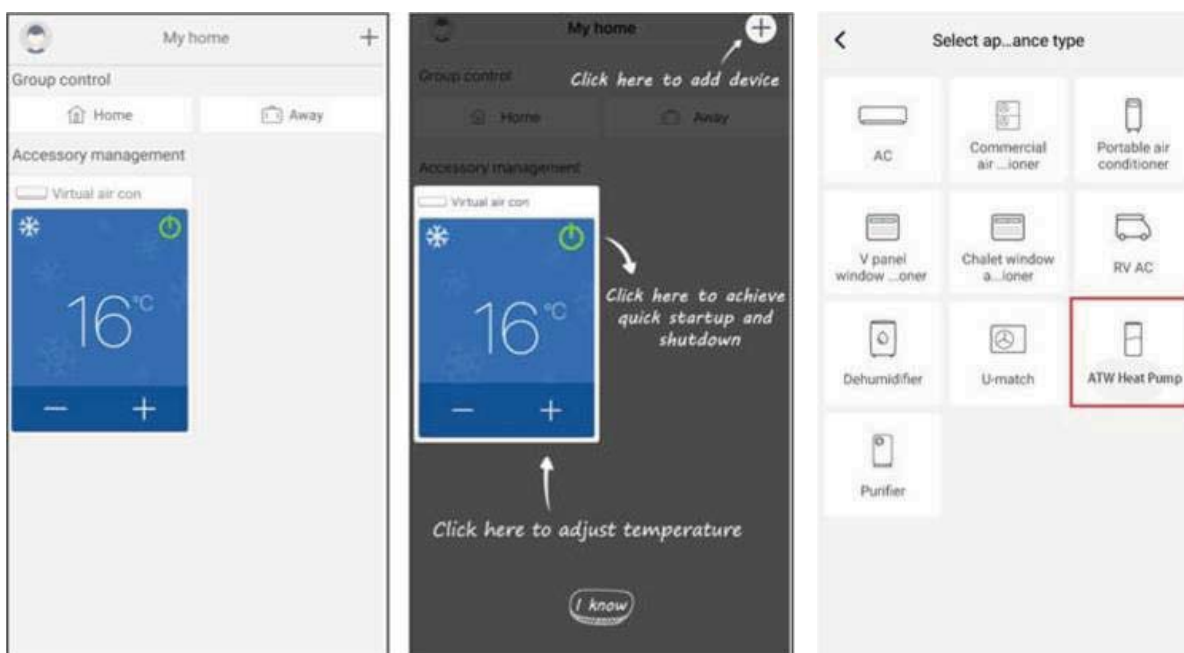 My home
+
Group control
Home
Away
Accessory management
Virtual air con
16°C
— +
My home
+
Click here to add device
Group control
Home
Away
Accessory management
Virtual air con
16°C
Click here to achieve
quick startup and
shutdown
— +
Click here to adjust temperature
I know
Select ap...ance type
AC
Commercial
air ...ioner
Portable air
conditioner
V panel
window ...oner
Chalet window
a...ioner
RV AC
Dehumidifier
U-match
ATW Heat Pump
Purifier